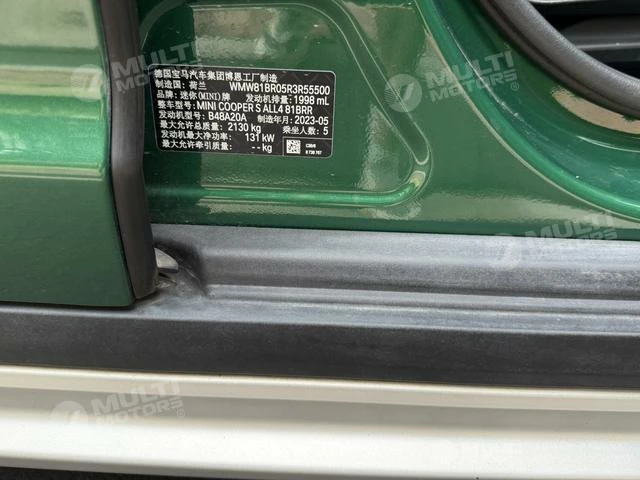 德国宝马汽车集团博恩工厂制造
制造国：荷兰 WMW81BR05R3R55500
品牌：迷你(MINI)牌 发动机排量：1998 mL
整车型号：MINI COOPER S ALL4 81BRR
发动机型号：B48A20A 制造年月：2023-05
最大允许总质量：2130 kg 乘坐人数：5
发动机最大净功率：131 kW
最大允许牵引质量：-- kg
MULTI MOTORS
MULTI MOTORS
MULTI MOTORS
MULTI MOTORS
MULTI MOTORS